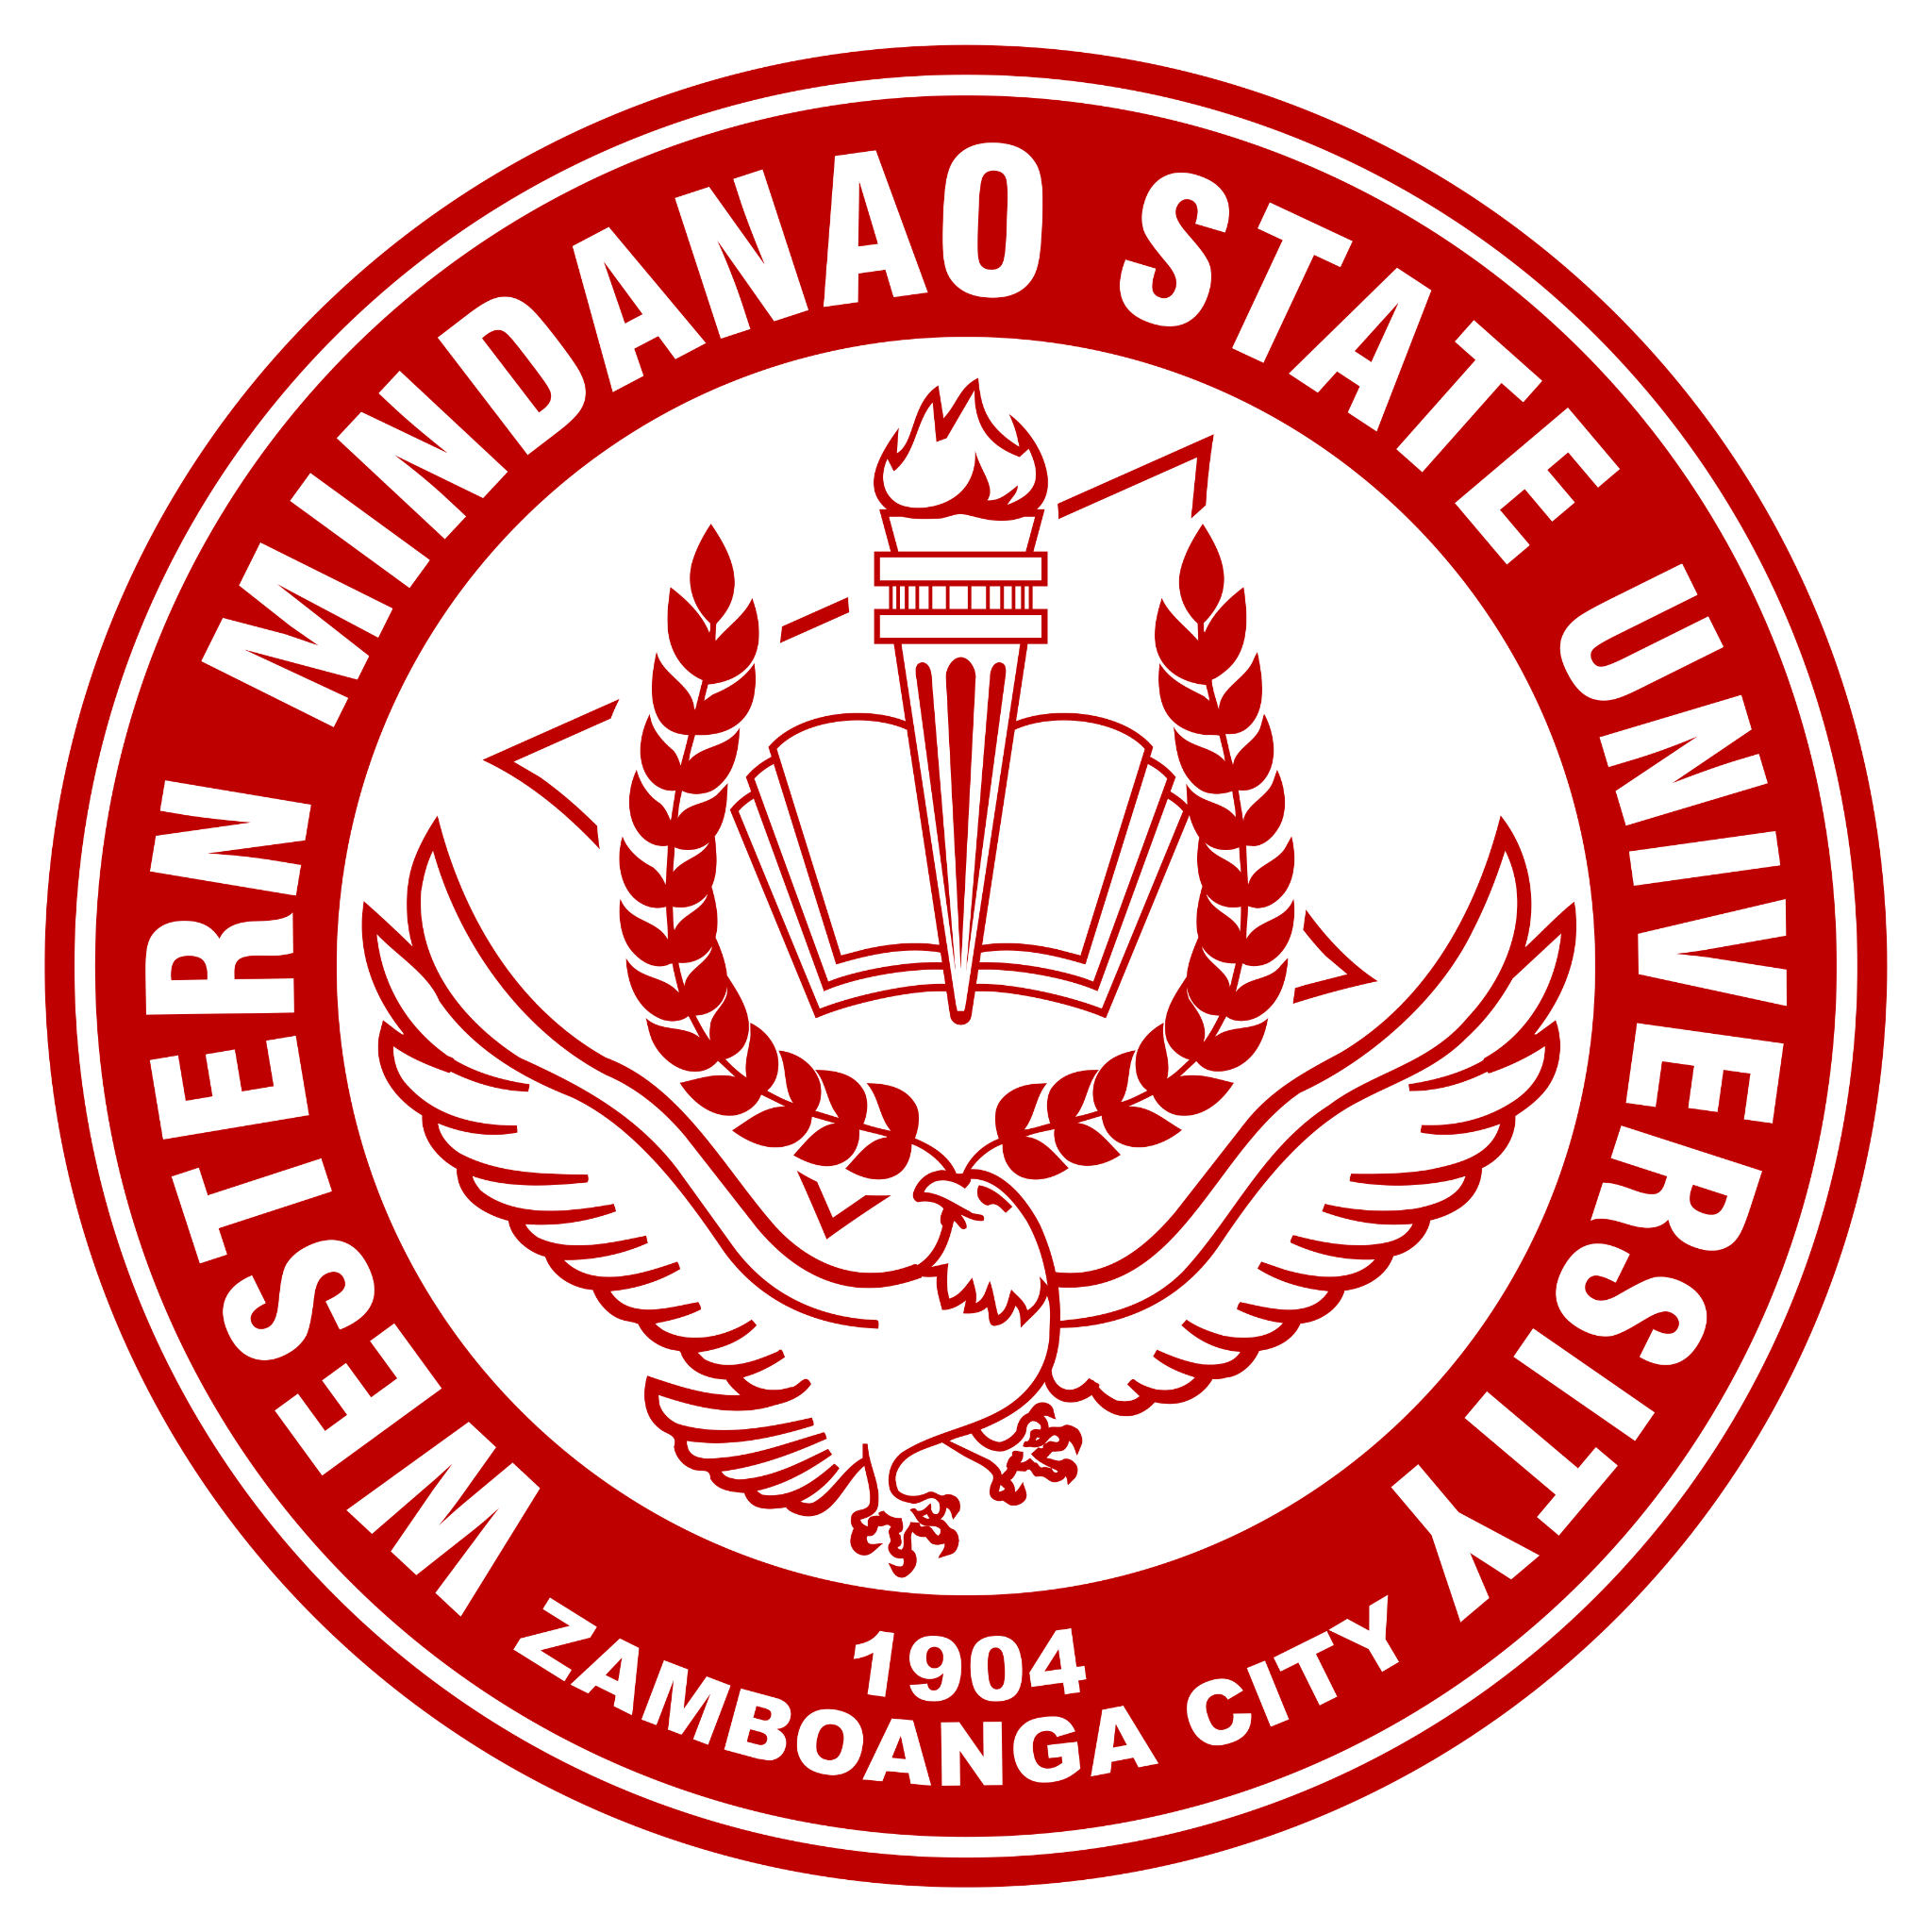 WESTERN MINDANAO STATE UNIVERSITY
1904
ZAMBOANGA CITY